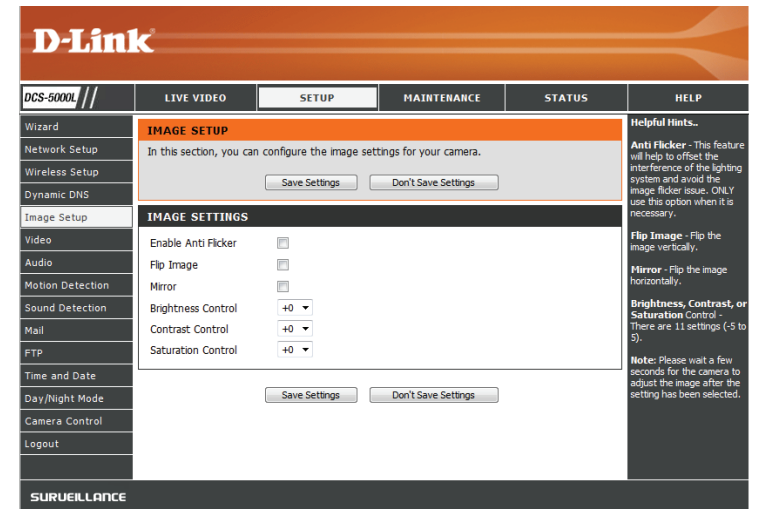 D-Link
DCS-5000L //
LIVE VIDEO
SETUP
MAINTENANCE
STATUS
HELP
Wizard
Network Setup
Wireless Setup
Dynamic DNS
Image Setup
Video
Audio
Motion Detection
Sound Detection
Mail
FTP
Time and Date
Day/Night Mode
Camera Control
Logout
IMAGE SETUP
In this section, you can configure the image settings for your camera.
Save Settings
Don't Save Settings
IMAGE SETTINGS
Enable Anti Flicker
Flip Image
Mirror
Brightness Control +0
Contrast Control +0
Saturation Control +0
Save Settings
Don't Save Settings
Helpful Hints..
Anti Flicker - This feature
will help to offset the
interference of the lighting
system and avoid the
image flicker issue. ONLY
use this option when it is
necessary.
Flip Image - Flip the
image vertically.
Mirror - Flip the image
horizontally.
Brightness, Contrast, or
Saturation Control -
There are 11 settings (-5 to
5).
Note: Please wait a few
seconds for the camera to
adjust the image after the
setting has been selected.
SURVEILLANCE